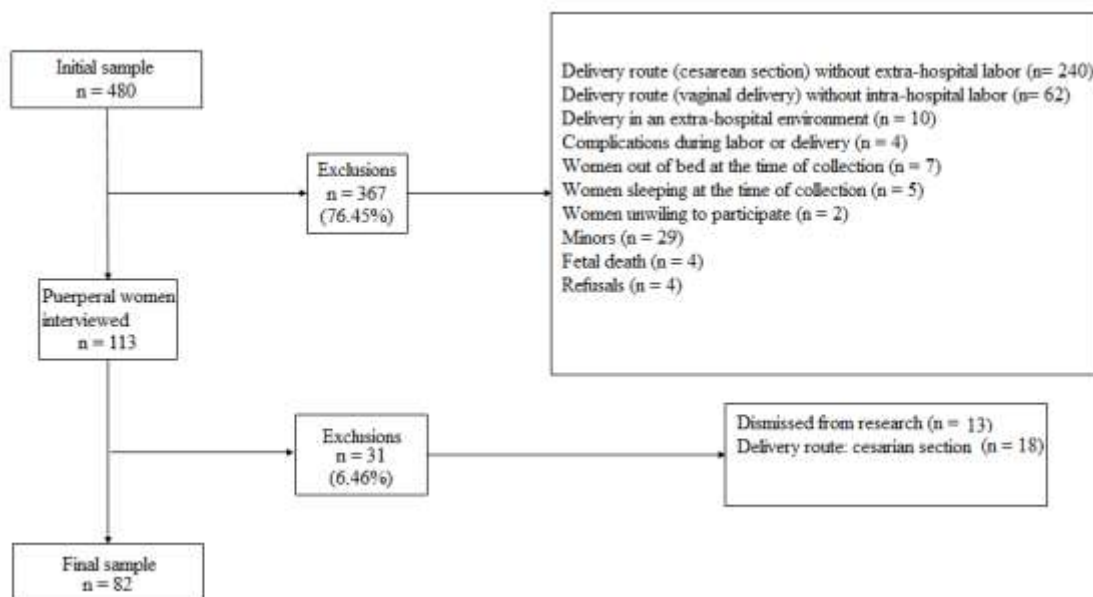 Initial sample
n = 480
Delivery route (cesarean section) without extra-hospital labor (n= 240)
Delivery route (vaginal delivery) without intra-hospital labor (n= 62)
Delivery in an extra-hospital environment (n = 10)
Complications during labor or delivery (n = 4)
Women out of bed at the time of collection (n = 7)
Women sleeping at the time of collection (n = 5)
Women unwiling to participate (n = 2)
Minors (n = 29)
Fetal death (n = 4)
Refusals (n = 4)
Exclusions
n = 367
(76.45%)
Puerperal women
interviewed
n = 113
Exclusions
n = 31
(6.46%)
Dismissed from research (n = 13)
Delivery route: cesarian section (n = 18)
Final sample
n = 82